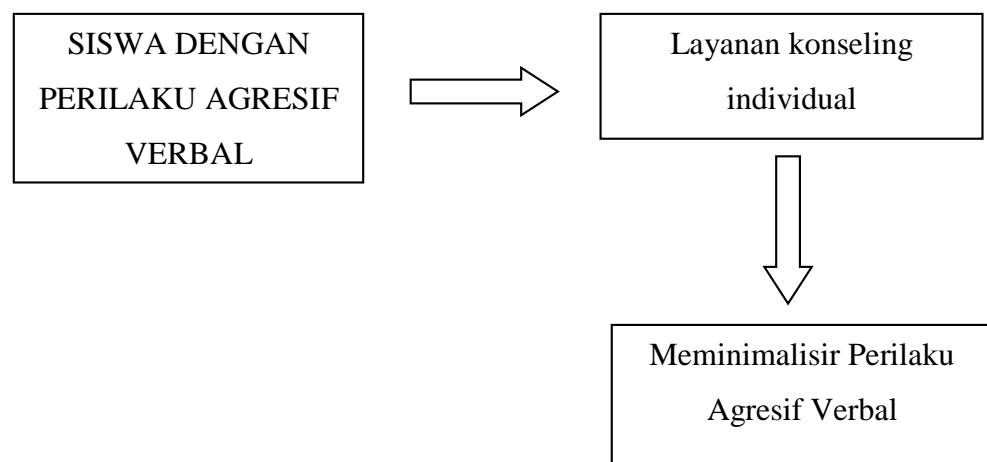 SISWA DENGAN
PERILAKU AGRESIF
VERBAL
Layanan konseling
individual
Meminimalisir Perilaku
Agresif Verbal